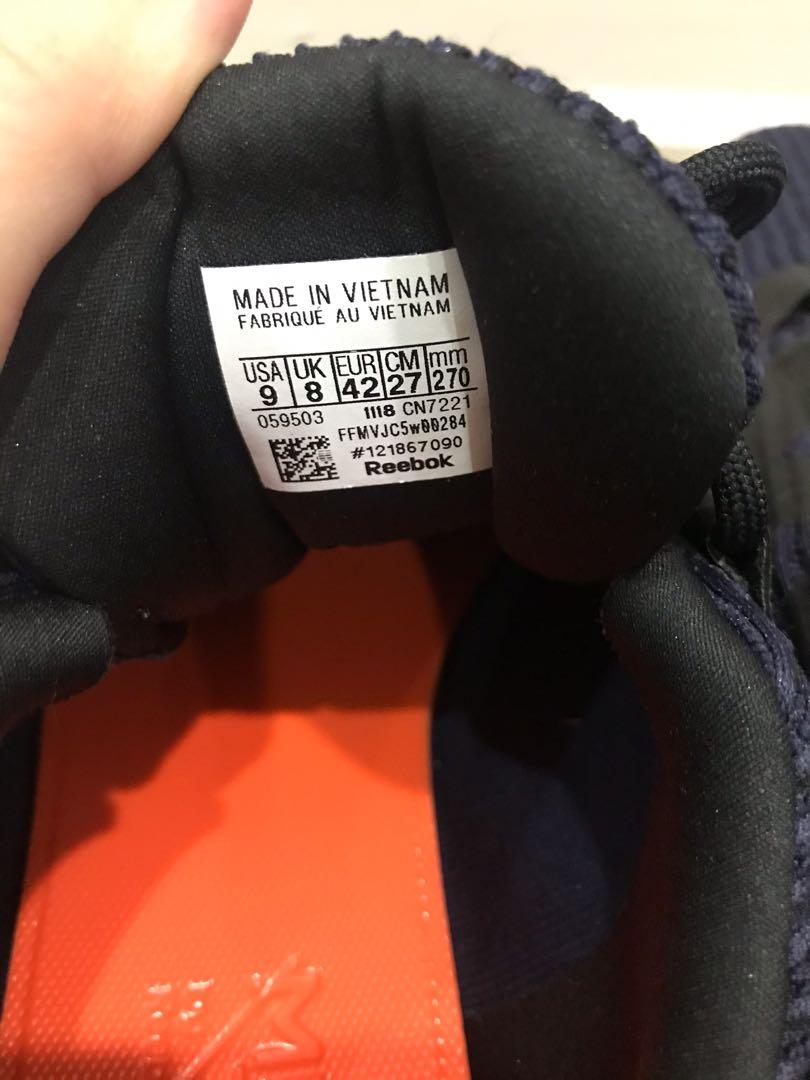 MADE IN VIETNAM
FABRIQUÉ AU VIETNAM
USA UK EUR CM mm
9 8 42 27 270
059503 1118 CN7221
FFMVJC5w00284
#121867090
Reebok